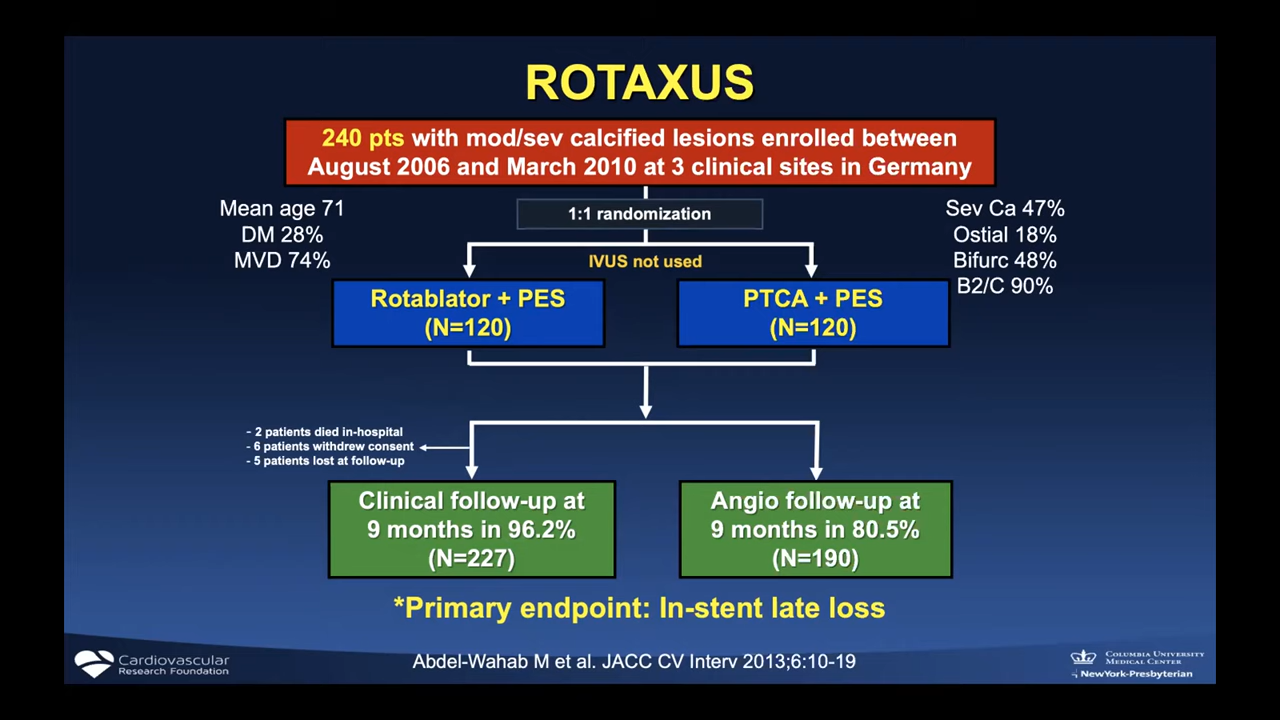 ROTAXUS
240 pts with mod/sev calcified lesions enrolled between
August 2006 and March 2010 at 3 clinical sites in Germany
Mean age 71
DM 28%
MVD 74%
1:1 randomization
IVUS not used
Sev Ca 47%
Ostial 18%
Bifurc 48%
B2/C 90%
Rotablator + PES
(N=120)
PTCA + PES
(N=120)
- 2 patients died in-hospital
- 6 patients withdrew consent
- 5 patients lost at follow-up
Clinical follow-up at
9 months in 96.2%
(N=227)
Angio follow-up at
9 months in 80.5%
(N=190)
*Primary endpoint: In-stent late loss
Cardiovascular
Research Foundation
Abdel-Wahab M et al. JACC CV Interv 2013;6:10-19
COLUMBIA UNIVERSITY
MEDICAL CENTER
NewYork-Presbyterian